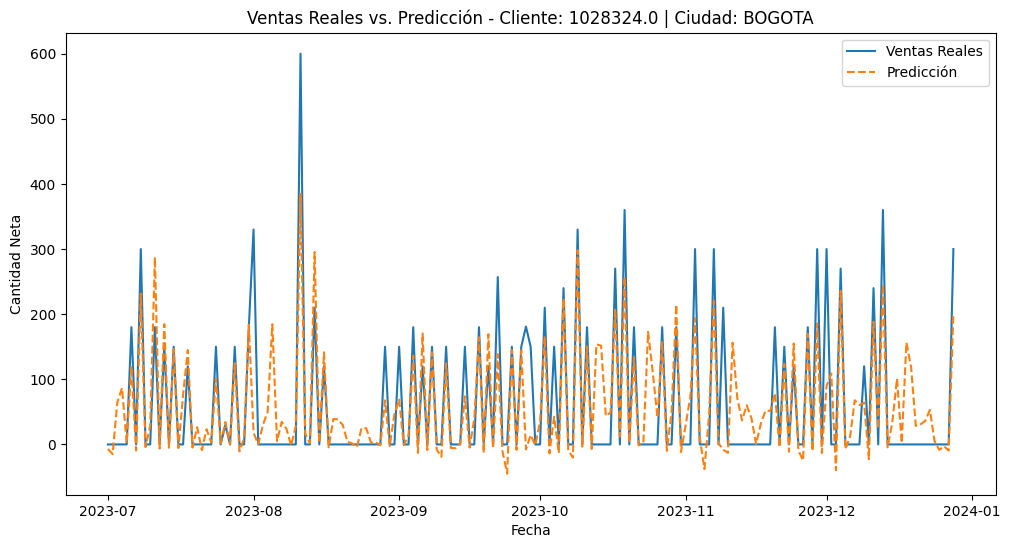 Ventas Reales vs. Predicción - Cliente: 1028324.0 | Ciudad: BOGOTA
Ventas Reales
Predicción
Cantidad Neta
600
500
400
300
200
100
0
2023-07
2023-08
2023-09
2023-10
2023-11
2023-12
2024-01
Fecha